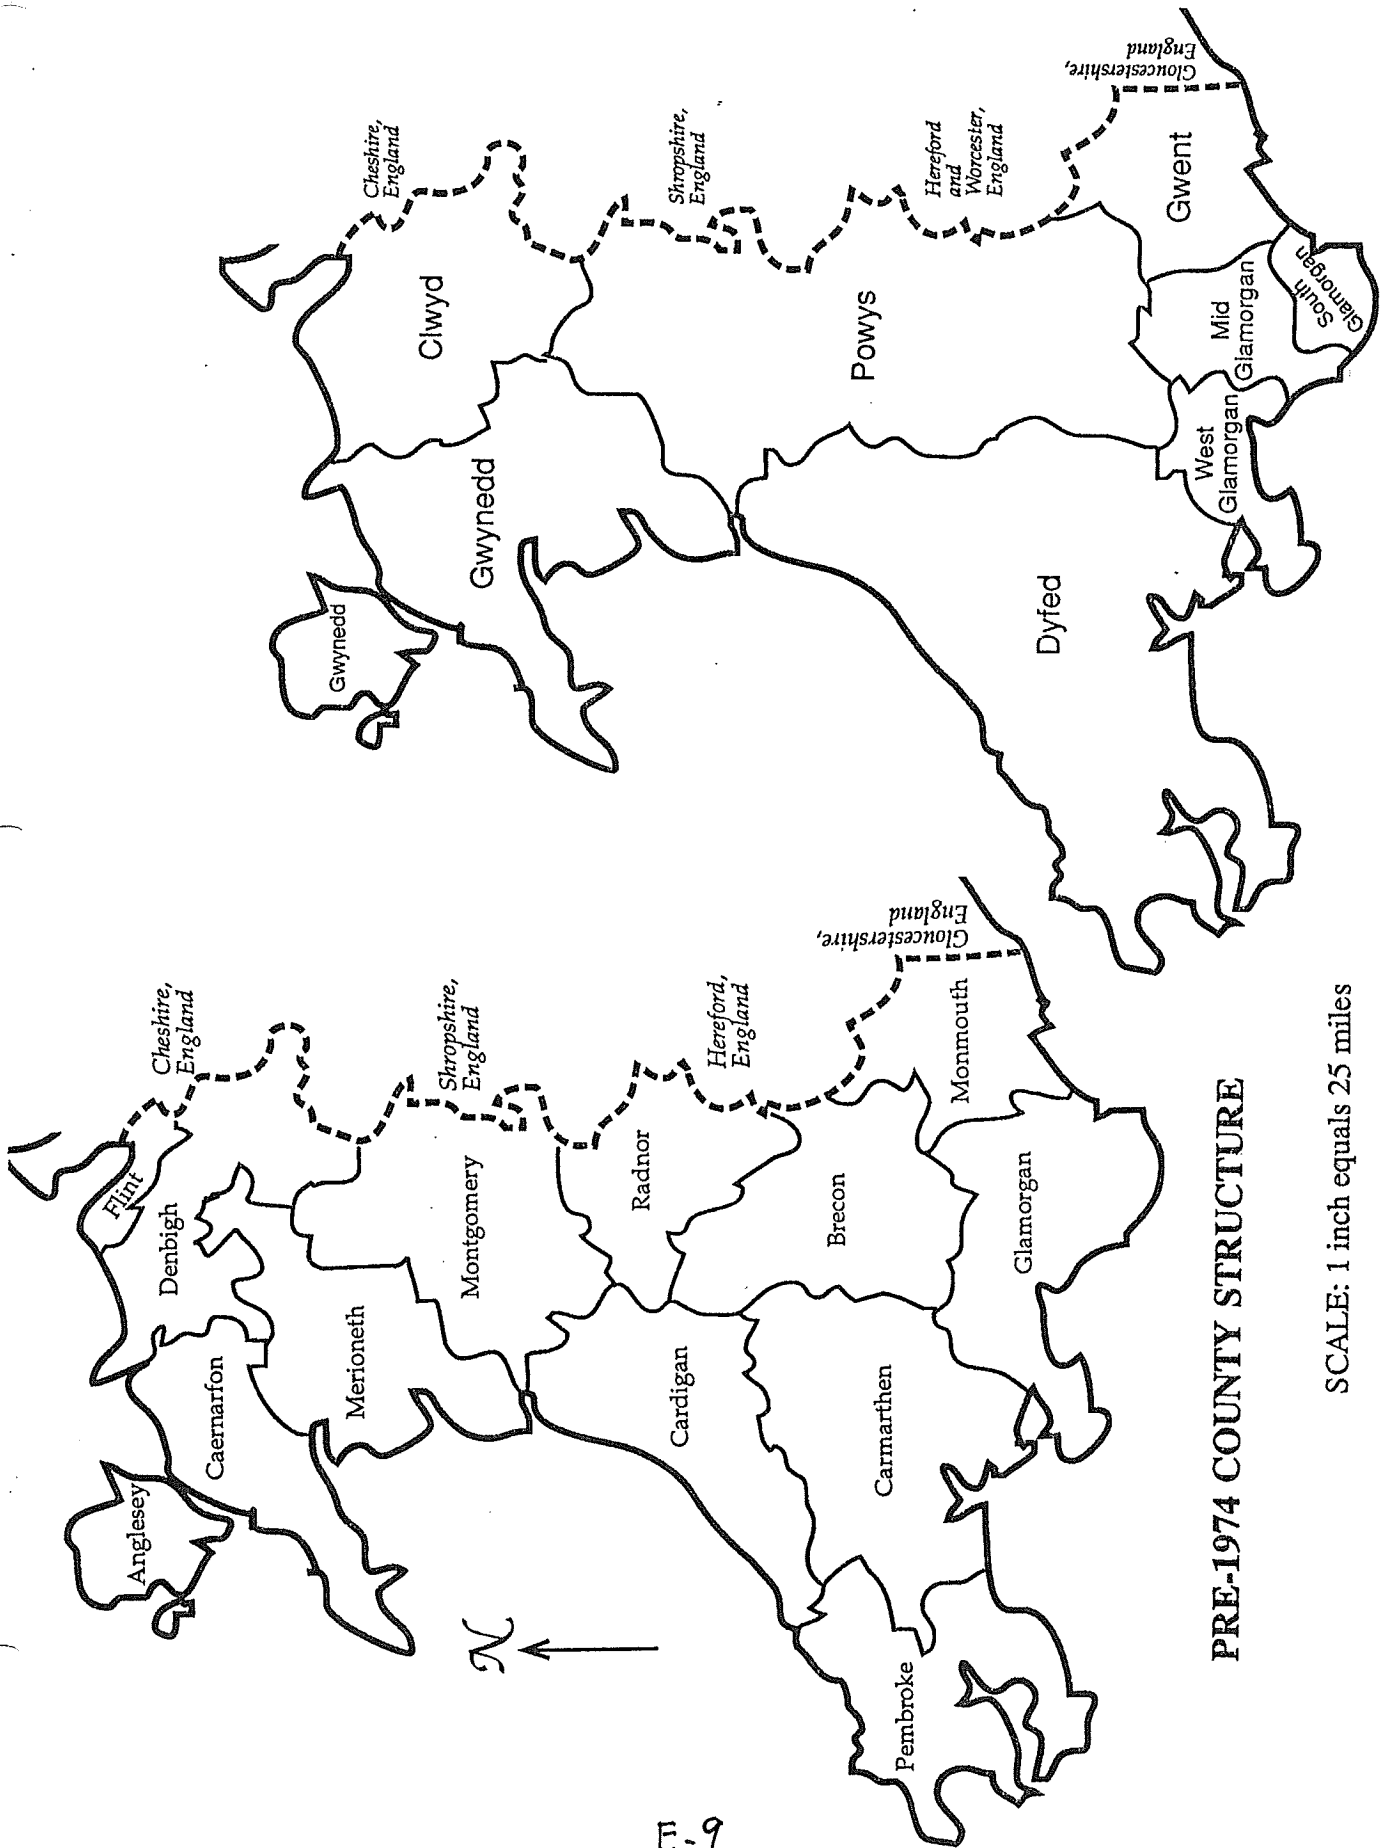 Cheshire,
England
Flint
Denbigh
Anglesey
Caernarfon
Merioneth
Shropshire,
England
Montgomery
Radnor
Hereford,
England
Cardigan
Brecon
Carmarthen
Pembroke
Glamorgan
Monmouth
Gloucestershire,
England
N
PRE-1974 COUNTY STRUCTURE
SCALE: 1 inch equals 25 miles
Cheshire,
England
Clwyd
Gwynedd
Gwynedd
Shropshire,
England
Powys
Hereford
and
Worcester,
England
Dyfed
West
Glamorgan
Mid
Glamorgan
South
Glamorgan
Gwent
Gloucestershire,
England
E-9